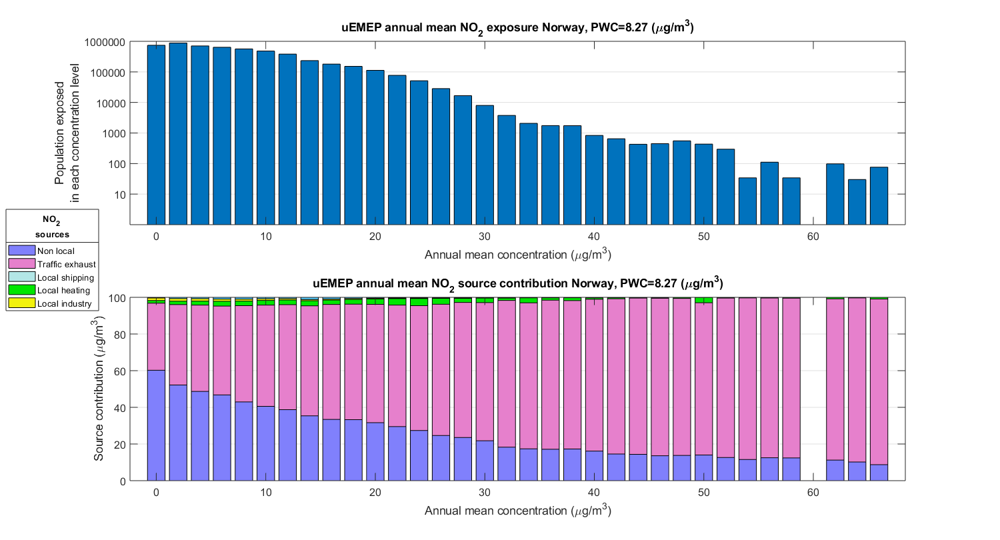 uEMEP annual mean NO2 exposure Norway, PWC=8.27 (μg/m3)
1000000
100000
10000
1000
100
10
Population exposed
in each concentration level
0 10 20 30 40 50 60
Annual mean concentration (μg/m3)
NO2
sources
Non local
Traffic exhaust
Local shipping
Local heating
Local industry
uEMEP annual mean NO2 source contribution Norway, PWC=8.27 (μg/m3)
100
80
60
40
20
0
Source contribution (μg/m3)
0 10 20 30 40 50 60
Annual mean concentration (μg/m3)